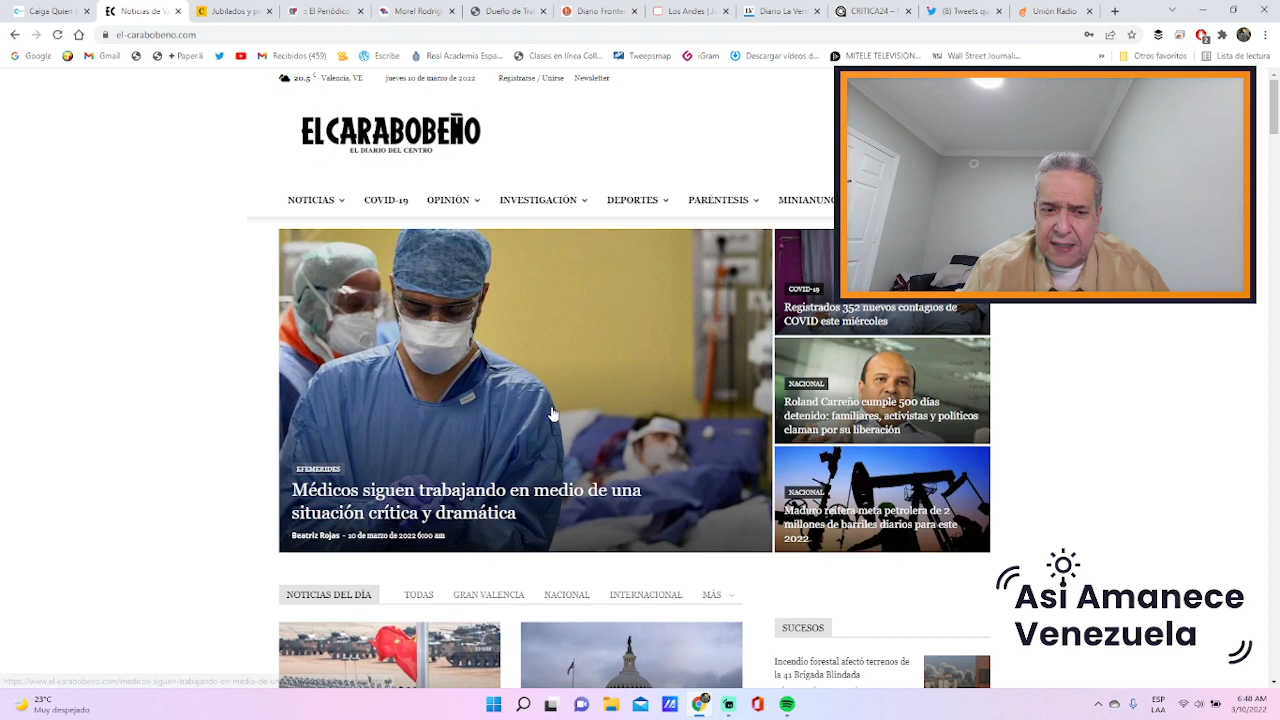 Caiga Quien
Noticias de V
Jubilados y p
El Periódico
Motel Rodrig
Dueño de Tra
Diario Fronte
Los Andes | J
Diario La Ver
CRITICA24 –
(8) Tweets qu
Unión Radio
el-carabobeno.com
2
Google
Gmail
+ Paper.li
Recibidos (459)
Escribe
Real Academia Espa...
Clases en línea Coll...
Tweepsmap
iGram
Descargar vídeos d...
MITELE TELEVISION...
WSJ
Wall Street Journal:...
»
Otros favoritos
Lista de lectura
20.5 C Valencia, VE
jueves 10 de marzo de 2022
Registrarse / Unirse
Newsletter
EL CARABOBEÑO
EL DIARIO DEL CENTRO
NOTICIAS
COVID-19
OPINIÓN
INVESTIGACIÓN
DEPORTES
PARÉNTESIS
MINIANUNC
COVID-19
Registrados 352 nuevos contagios de
COVID este miércoles
NACIONAL
Roland Carreño cumple 500 días
detenido: familiares, activistas y políticos
claman por su liberación
EFEMERIDES
Médicos siguen trabajando en medio de una
situación crítica y dramática
Beatriz Rojas - 10 de marzo de 2022 6:00 am
NACIONAL
Maduro reitera meta petrolera de 2
millones de barriles diarios para este
2022
Así Amanece
Venezuela
NOTICIAS DEL DÍA
TODAS
GRAN VALENCIA
NACIONAL
INTERNACIONAL
MÁS
SUCESOS
Incendio forestal afectó terrenos de
la 41 Brigada Blindada
23°C
Muy despejado
ESP
LAA
6:48 AM
3/10/2022